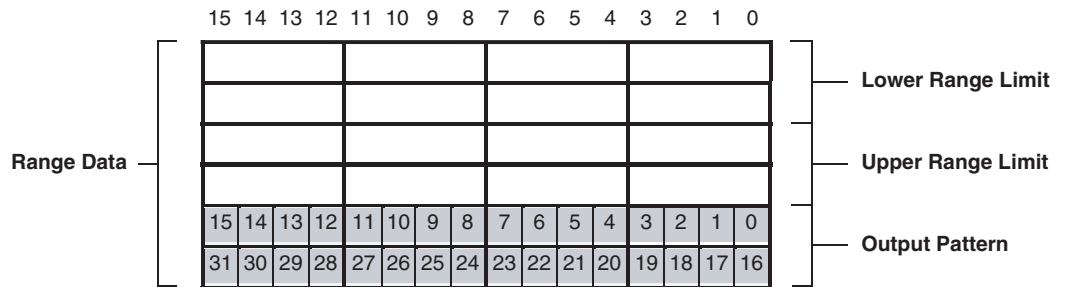 15 14 13 12 11 10 9 8 7 6 5 4 3 2 1 0
Lower Range Limit
Range Data
Upper Range Limit
15 14 13 12 11 10 9 8 7 6 5 4 3 2 1 0
Output Pattern
31 30 29 28 27 26 25 24 23 22 21 20 19 18 17 16